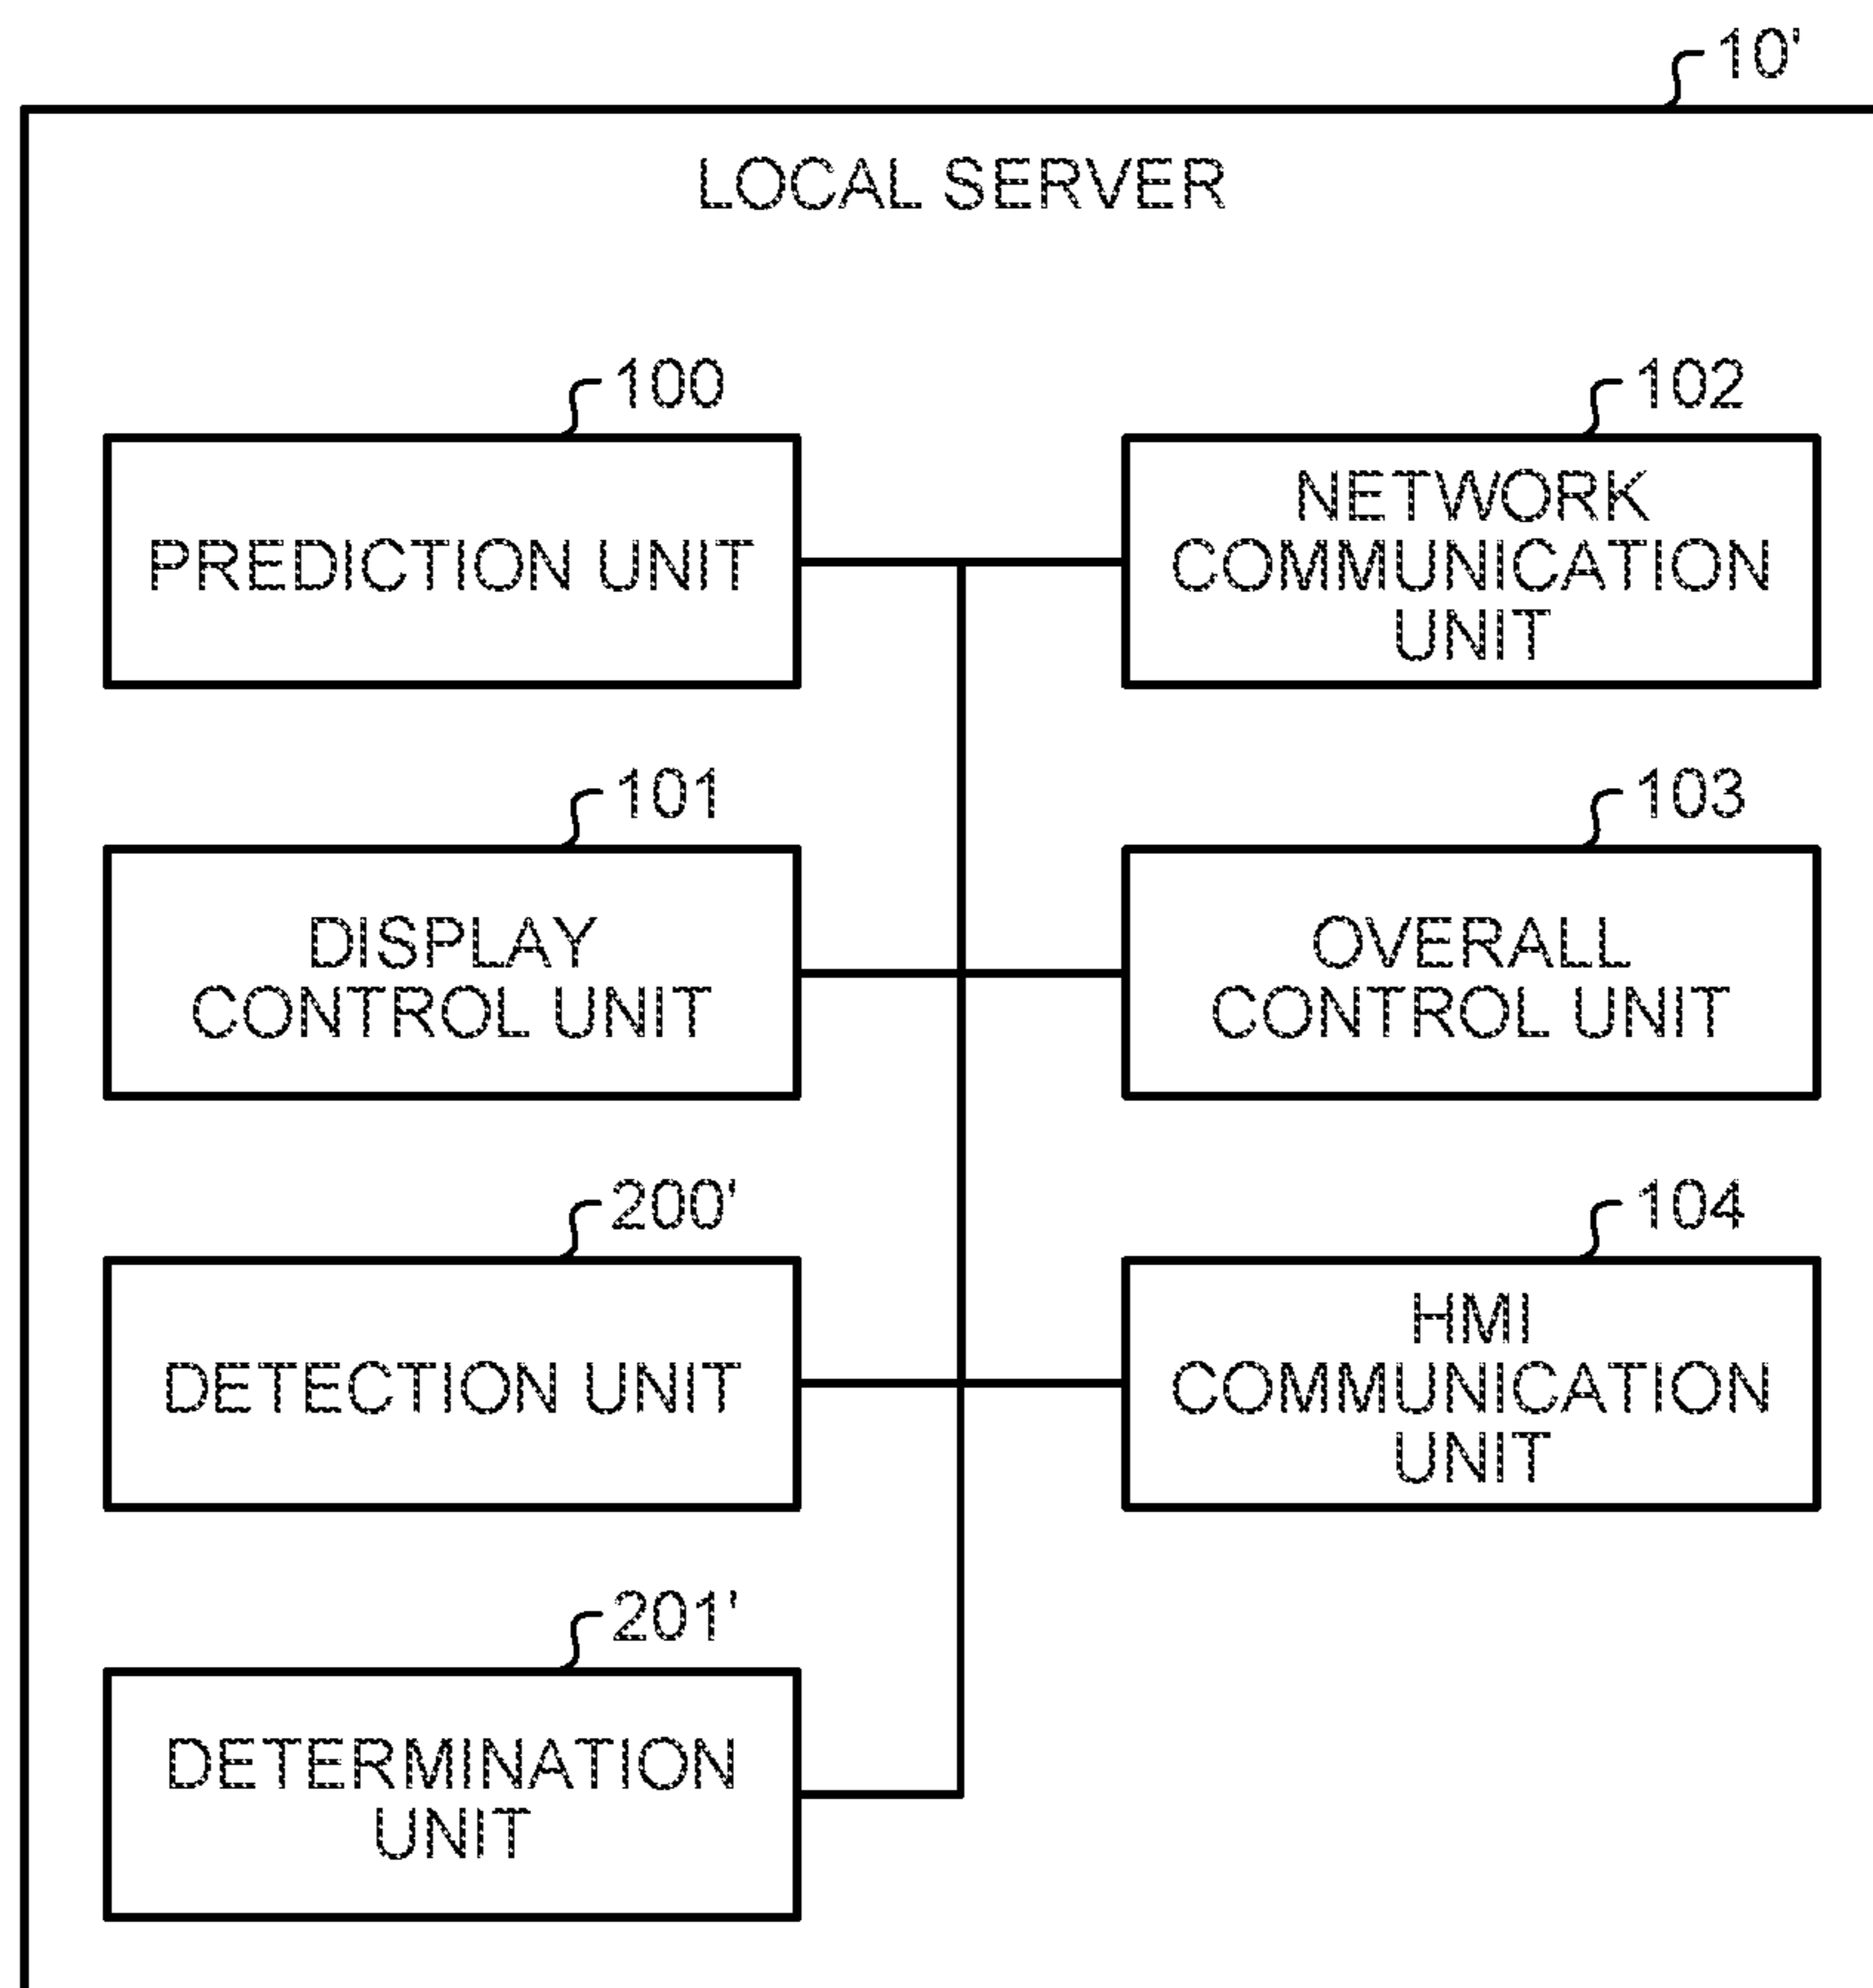 10'
LOCAL SERVER
100
PREDICTION UNIT
102
NETWORK
COMMUNICATION
UNIT
101
DISPLAY
CONTROL UNIT
103
OVERALL
CONTROL UNIT
200'
DETECTION UNIT
104
HMI
COMMUNICATION
UNIT
201'
DETERMINATION
UNIT